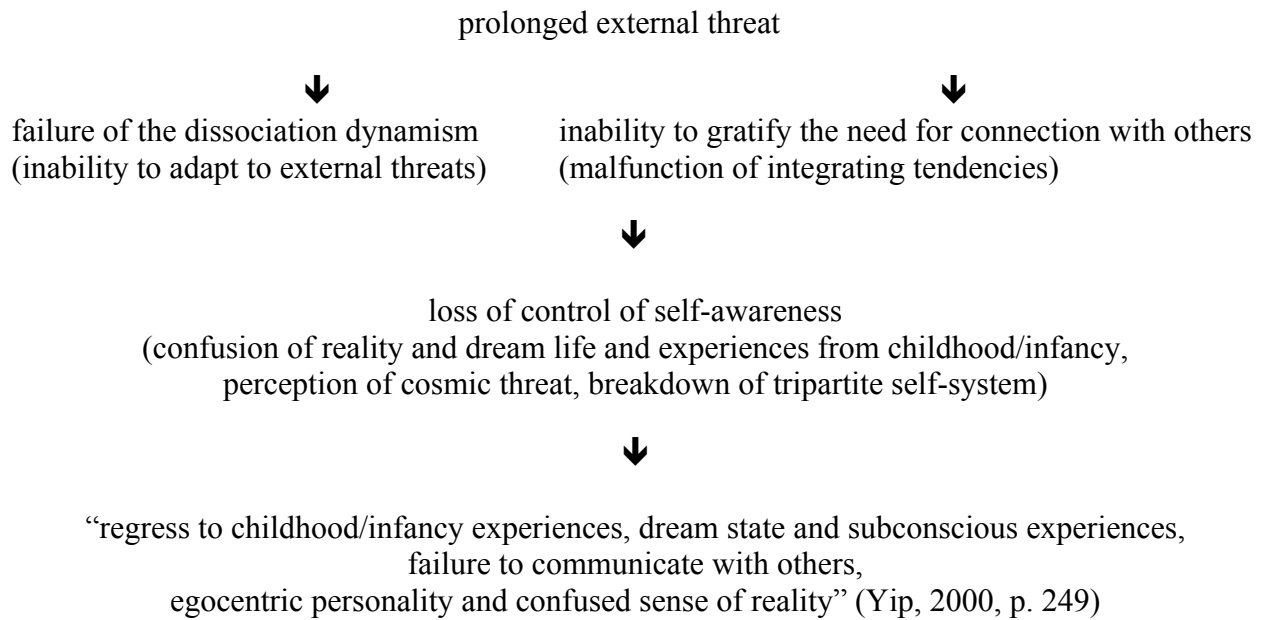 prolonged external threat
failure of the dissociation dynamism inability to gratify the need for connection with others
(inability to adapt to external threats) (malfunction of integrating tendencies)
loss of control of self-awareness
(confusion of reality and dream life and experiences from childhood/infancy,
perception of cosmic threat, breakdown of tripartite self-system)
“regress to childhood/infancy experiences, dream state and subconscious experiences,
failure to communicate with others,
egocentric personality and confused sense of reality” (Yip, 2000, p. 249)